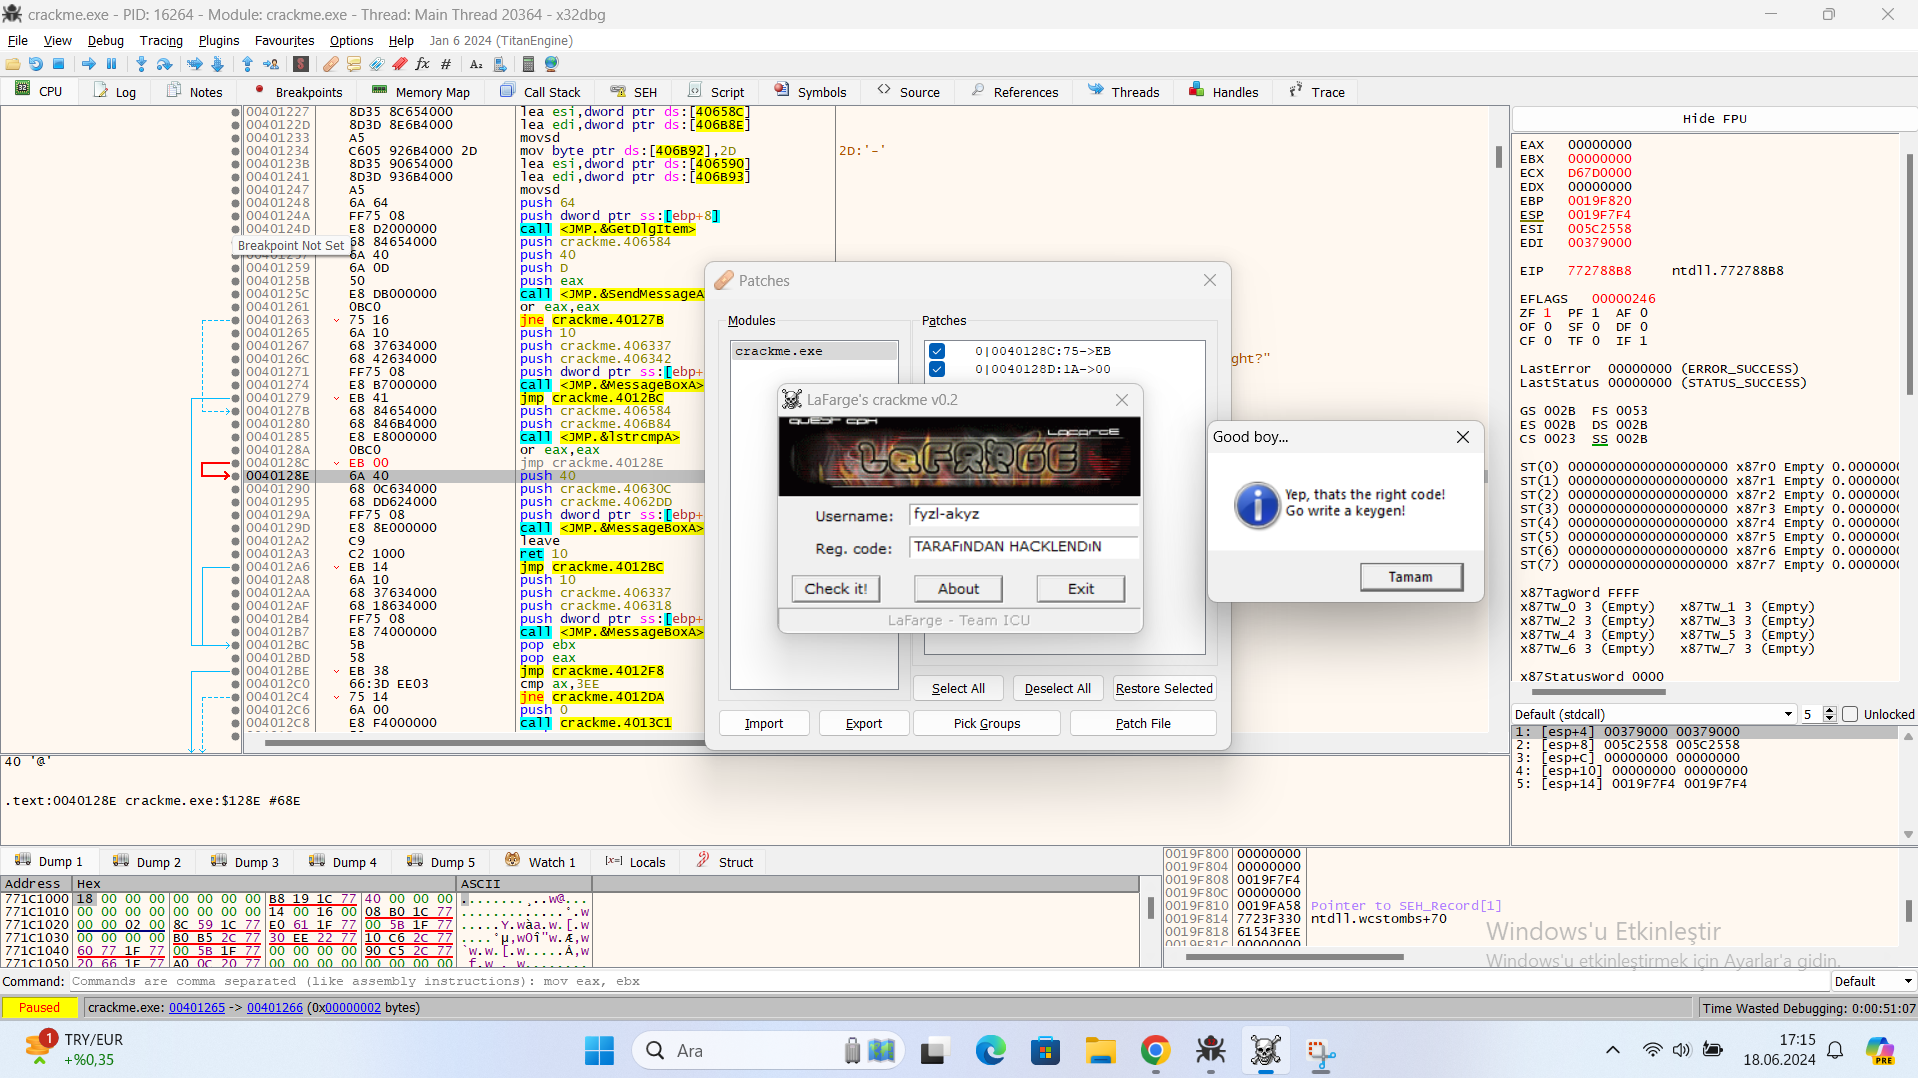 crackme.exe - PID: 16264 - Module: crackme.exe - Thread: Main Thread 20364 - x32dbg
File View Debug Tracing Plugins Favourites Options Help Jan 6 2024 (TitanEngine)
CPU Log Notes Breakpoints Memory Map Call Stack SEH Script Symbols Source References Threads Handles Trace
00401227 8D35 8C654000 lea esi,dword ptr ds:[40658C]
0040122D 8D3D 8E6B4000 lea edi,dword ptr ds:[406B8E]
00401233 A5 movsd
00401234 C605 926B4000 2D mov byte ptr ds:[406B92],2D 2D:'-'
0040123B 8D35 90654000 lea esi,dword ptr ds:[406590]
00401241 8D3D 936B4000 lea edi,dword ptr ds:[406B93]
00401247 A5 movsd
00401248 6A 64 push 64
0040124A FF75 08 push dword ptr ss:[ebp+8]
0040124D E8 D2000000 call <JMP.&GetDlgItem>
Breakpoint Not Set 68 84654000 push crackme.406584
6A 40 push 40
00401259 6A 0D push D
0040125B 50 push eax
0040125C E8 DB000000 call <JMP.&SendMessageA
00401261 0BC0 or eax,eax
00401263 75 16 jne crackme.40127B
00401265 6A 10 push 10
00401267 68 37634000 push crackme.406337
0040126C 68 42634000 push crackme.406342 ght?"
00401271 FF75 08 push dword ptr ss:[ebp+
00401274 E8 B7000000 call <JMP.&MessageBoxA>
00401279 EB 41 jmp crackme.4012BC
0040127B 68 84654000 push crackme.406584
00401280 68 846B4000 push crackme.406B84
00401285 E8 E8000000 call <JMP.&lstrcmpA>
0040128A 0BC0 or eax,eax
0040128C EB 00 jmp crackme.40128E
0040128E 6A 40 push 40
00401290 68 0C634000 push crackme.40630C
00401295 68 DD624000 push crackme.4062DD
0040129A FF75 08 push dword ptr ss:[ebp+
0040129D E8 8E000000 call <JMP.&MessageBoxA>
004012A2 C9 leave
004012A3 C2 1000 ret 10
004012A6 EB 14 jmp crackme.4012BC
004012A8 6A 10 push 10
004012AA 68 37634000 push crackme.406337
004012AF 68 18634000 push crackme.406318
004012B4 FF75 08 push dword ptr ss:[ebp+
004012B7 E8 74000000 call <JMP.&MessageBoxA>
004012BC 5B pop ebx
004012BD 58 pop eax
004012BE EB 38 jmp crackme.4012F8
004012C0 66:3D EE03 cmp ax,3EE
004012C4 75 14 jne crackme.4012DA
004012C6 6A 00 push 0
004012C8 E8 F4000000 call crackme.4013C1
Patches
Modules
crackme.exe
Patches
0|0040128C:75->EB
0|0040128D:1A->00
Select All Deselect All Restore Selected
Import Export Pick Groups Patch File
LaFarge's crackme v0.2
LAFARGE
Username: fyzl-akyz
Reg. code: TARAFıNDAN HACKLENDıN
Check it! About Exit
LaFarge - Team ICU
Good boy...
Yep, thats the right code!
Go write a keygen!
Tamam
Hide FPU
EAX 00000000
EBX 00000000
ECX D67D0000
EDX 00000000
EBP 0019F820
ESP 0019F7F4
ESI 005C2558
EDI 00379000
EIP 772788B8 ntdll.772788B8
EFLAGS 00000246
ZF 1 PF 1 AF 0
OF 0 SF 0 DF 0
CF 0 TF 0 IF 1
LastError 00000000 (ERROR_SUCCESS)
LastStatus 00000000 (STATUS_SUCCESS)
GS 002B FS 0053
ES 002B DS 002B
CS 0023 SS 002B
ST(0) 00000000000000000000 x87r0 Empty 0.000000
ST(1) 00000000000000000000 x87r1 Empty 0.000000
ST(2) 00000000000000000000 x87r2 Empty 0.000000
ST(3) 00000000000000000000 x87r3 Empty 0.000000
ST(4) 00000000000000000000 x87r4 Empty 0.000000
ST(5) 00000000000000000000 x87r5 Empty 0.000000
ST(6) 00000000000000000000 x87r6 Empty 0.000000
ST(7) 00000000000000000000 x87r7 Empty 0.000000
x87TagWord FFFF
x87TW_0 3 (Empty) x87TW_1 3 (Empty)
x87TW_2 3 (Empty) x87TW_3 3 (Empty)
x87TW_4 3 (Empty) x87TW_5 3 (Empty)
x87TW_6 3 (Empty) x87TW_7 3 (Empty)
x87StatusWord 0000
Default (stdcall) 5 Unlocked
1: [esp+4] 00379000 00379000
2: [esp+8] 005C2558 005C2558
3: [esp+C] 00000000 00000000
4: [esp+10] 00000000 00000000
5: [esp+14] 0019F7F4 0019F7F4
40 '@'
.text:0040128E crackme.exe:$128E #68E
Dump 1 Dump 2 Dump 3 Dump 4 Dump 5 Watch 1 Locals Struct
Address Hex ASCII
771C1000 18 00 00 00 00 00 00 00 B8 19 1C 77 40 00 00 00 ........¸..w@...
771C1010 00 00 00 00 00 00 00 00 14 00 16 00 08 B0 1C 77 .............°.w
771C1020 00 00 02 00 8C 59 1C 77 E0 61 1F 77 00 5B 1F 77 .....Y.wàa.w.[.w
771C1030 00 00 00 00 B0 B5 2C 77 30 EE 22 77 10 C6 2C 77 ....°µ,w0î"w.Æ,w
771C1040 60 77 1F 77 00 5B 1F 77 00 00 00 00 90 C5 2C 77 `w.w.[.w.....Å,w
771C1050 20 66 1F 77 A0 0C 20 77 00 00 00 00 00 00 00 00
0019F800 00000000
0019F804 00000000
0019F808 0019F7F4
0019F80C 00000000
0019F810 0019FA58 Pointer to SEH_Record[1]
0019F814 7723F330 ntdll.wcstombs+70
0019F818 61543FEE
0019F81C 00000000
Windows'u Etkinleştir
Windows'u etkinleştirmek için Ayarlar'a gidin.
Command: Commands are comma separated (like assembly instructions): mov eax, ebx Default
Paused crackme.exe: 00401265 -> 00401266 (0x00000002 bytes) Time Wasted Debugging: 0:00:51:07
1 TRY/EUR
+%0,35
Ara
17:15
18.06.2024
PRE